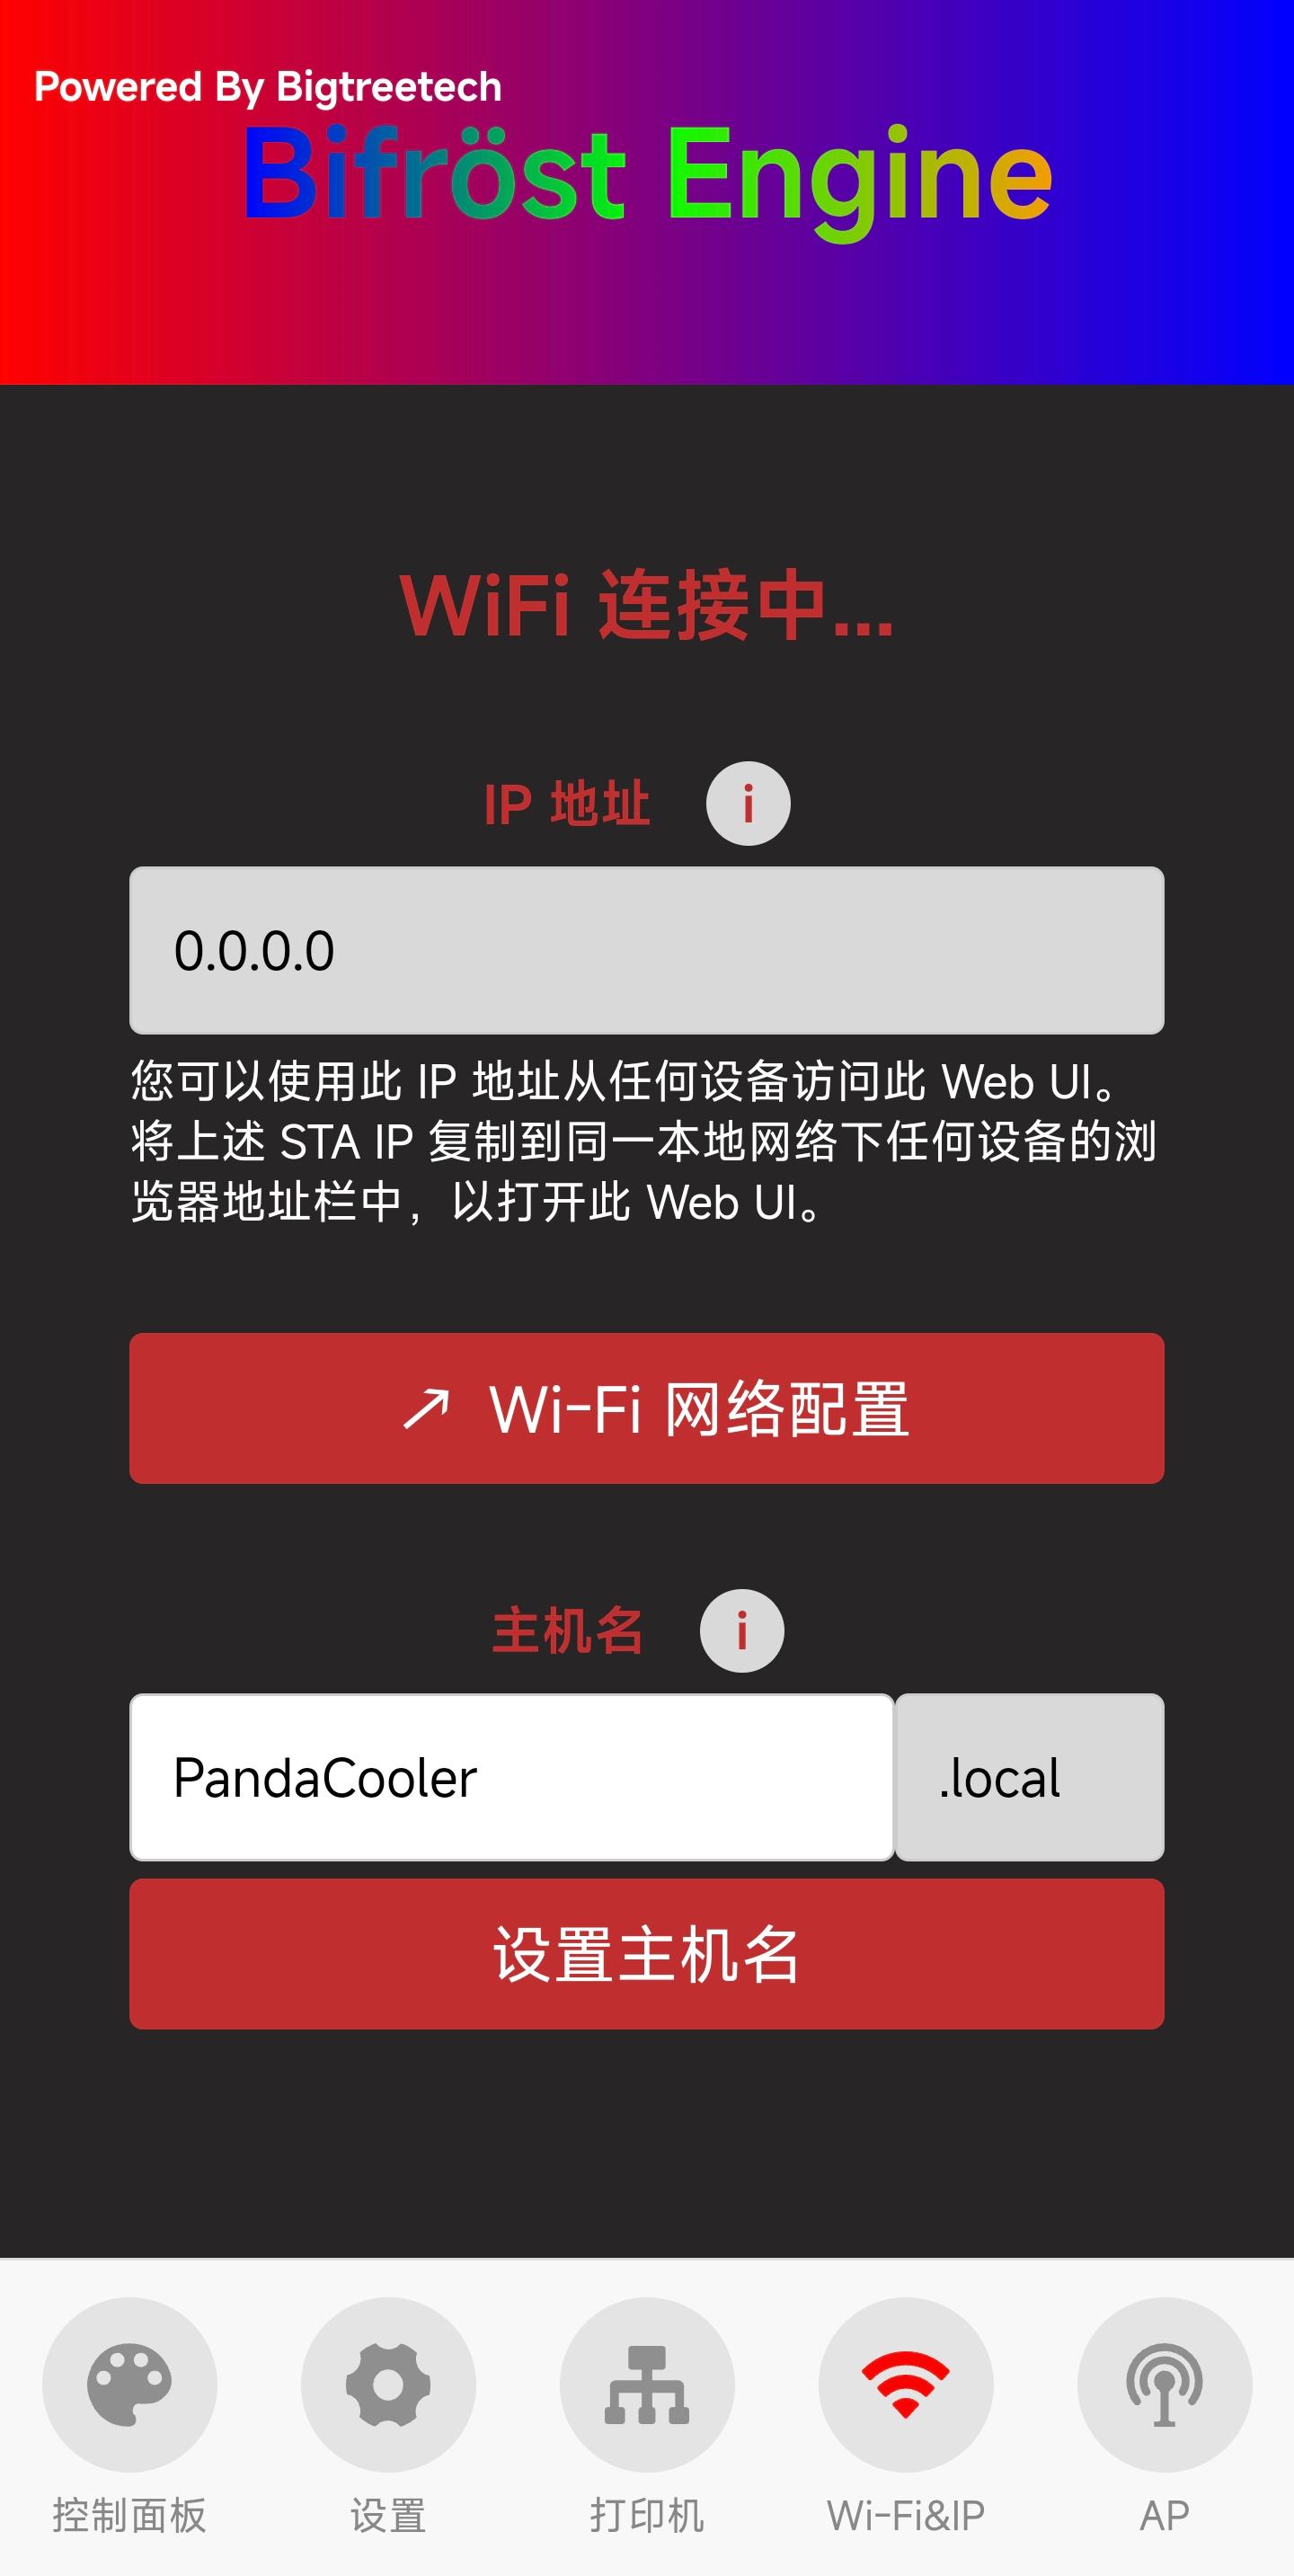 Powered By Bigtreetech
Bifröst Engine
WiFi 连接中...
IP 地址 i
0.0.0.0
您可以使用此 IP 地址从任何设备访问此 Web UI。
将上述 STA IP 复制到同一本地网络下任何设备的浏
览器地址栏中，以打开此 Web UI。
↗ Wi-Fi 网络配置
主机名 i
PandaCooler .local
设置主机名
控制面板 设置 打印机 Wi-Fi&IP AP